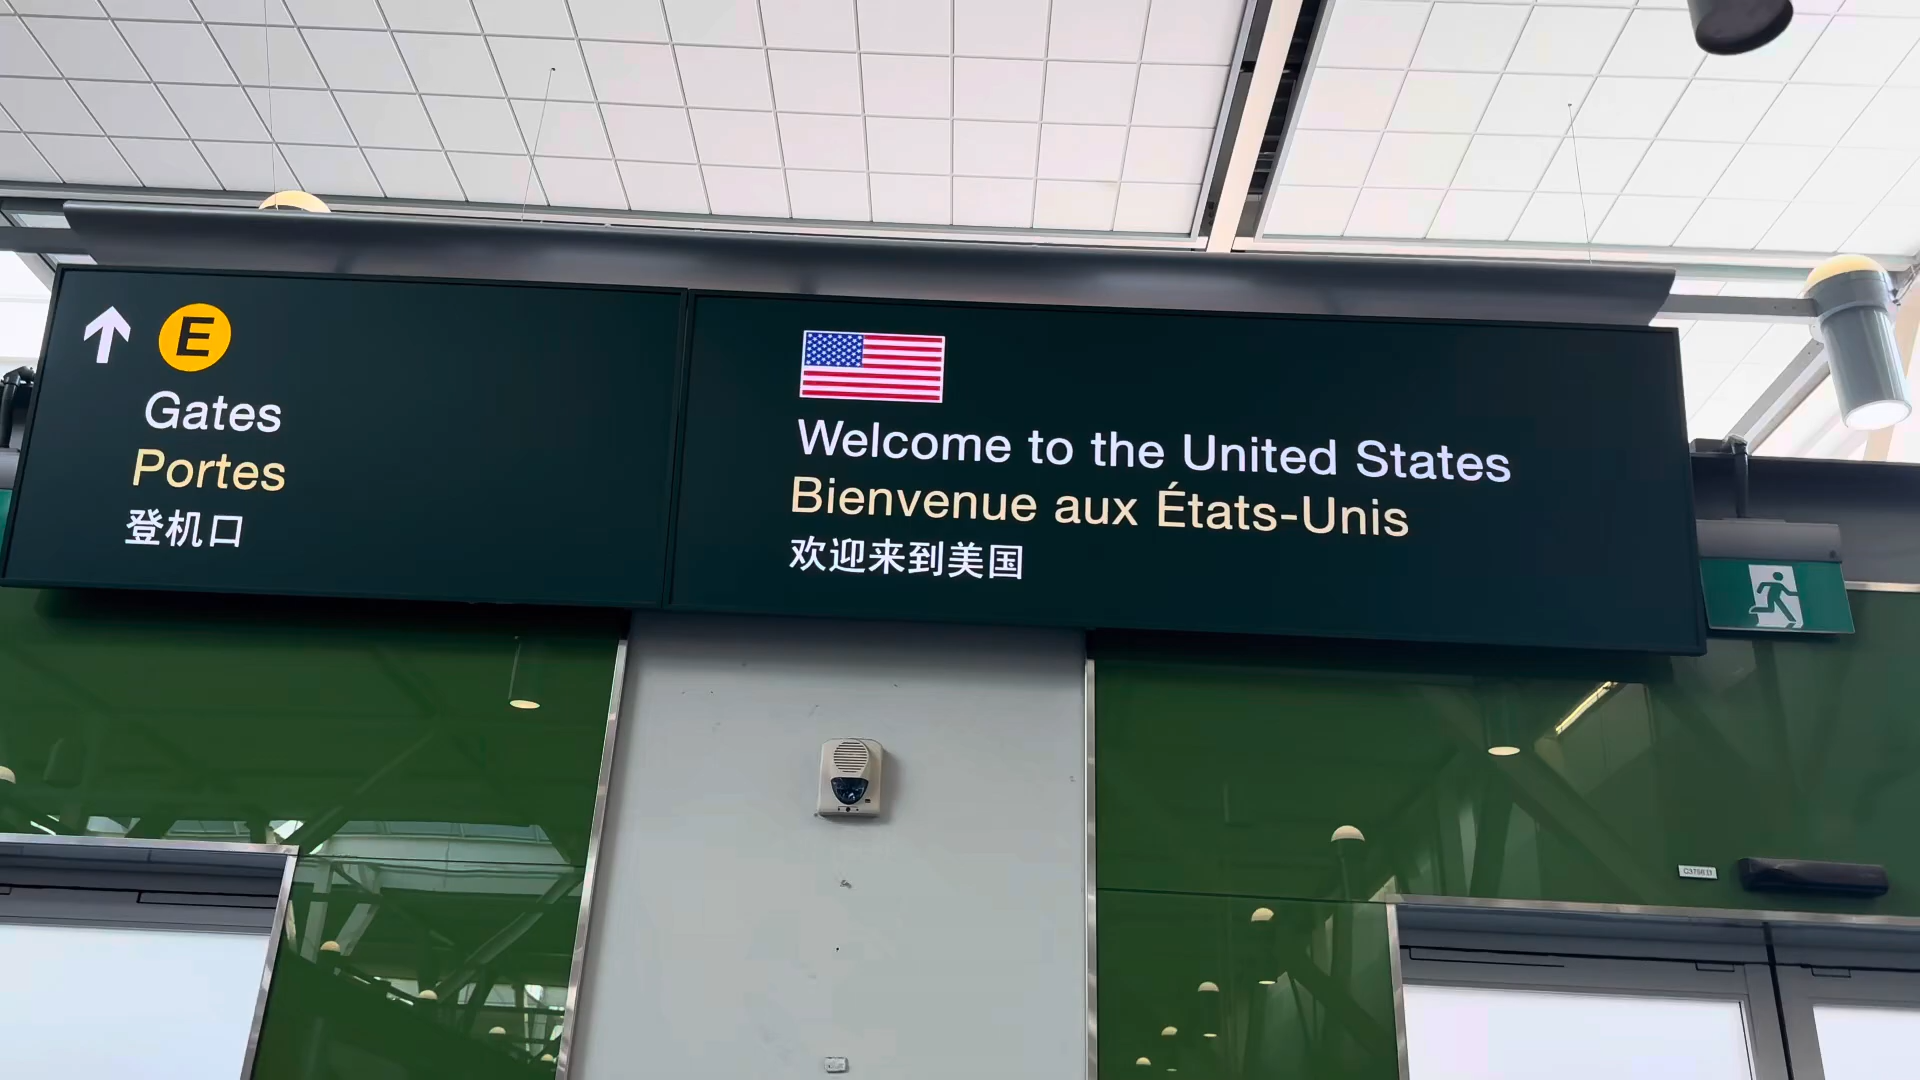 E
Gates
Portes
登机口
Welcome to the United States
Bienvenue aux États-Unis
欢迎来到美国